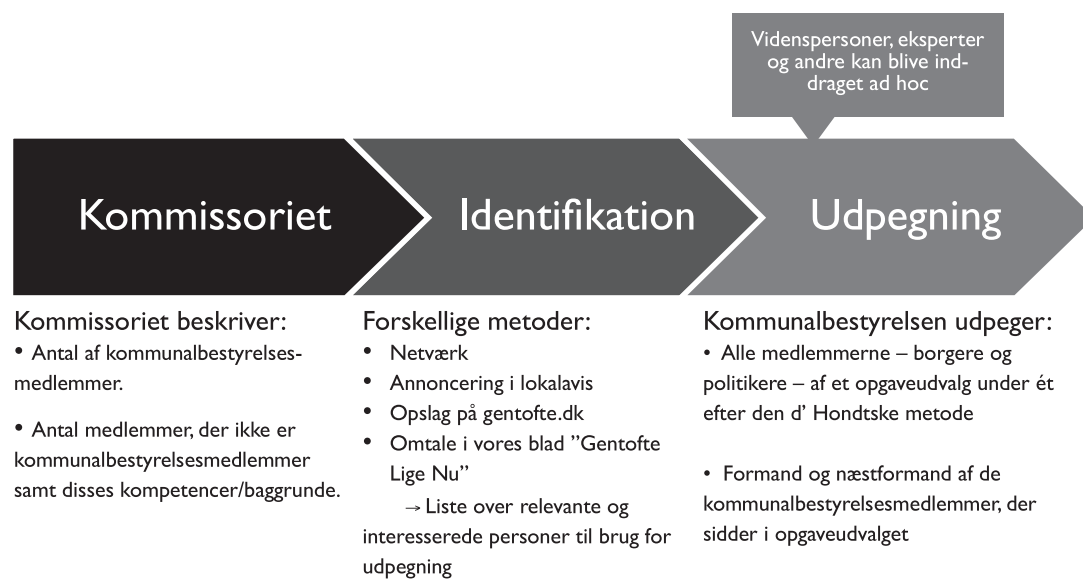 Videnspersoner, eksperter
og andre kan blive ind-
draget ad hoc
Kommissoriet
Identifikation
Udpegning
Kommissoriet beskriver:
• Antal af kommunalbestyrelses-
medlemmer.
• Antal medlemmer, der ikke er
kommunalbestyrelsesmedlemmer
samt disses kompetencer/baggrunde.
Forskellige metoder:
• Netværk
• Annoncering i lokalavis
• Opslag på gentofte.dk
• Omtale i vores blad ”Gentofte
Lige Nu”
→ Liste over relevante og
interesserede personer til brug for
udpegning
Kommunalbestyrelsen udpeger:
• Alle medlemmerne – borgere og
politikere – af et opgaveudvalg under ét
efter den d’ Hondtske metode
• Formand og næstformand af de
kommunalbestyrelsesmedlemmer, der
sidder i opgaveudvalget